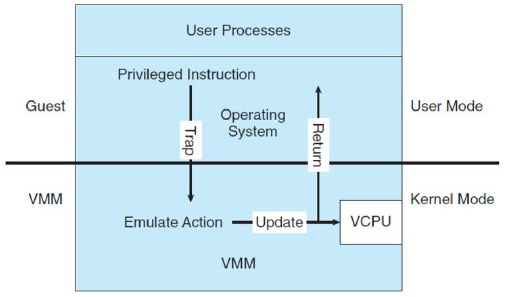 User Processes
Privileged Instruction
Guest
Operating
System
User Mode
Trap
Return
VMM
Kernel Mode
Emulate Action
Update
VCPU
VMM